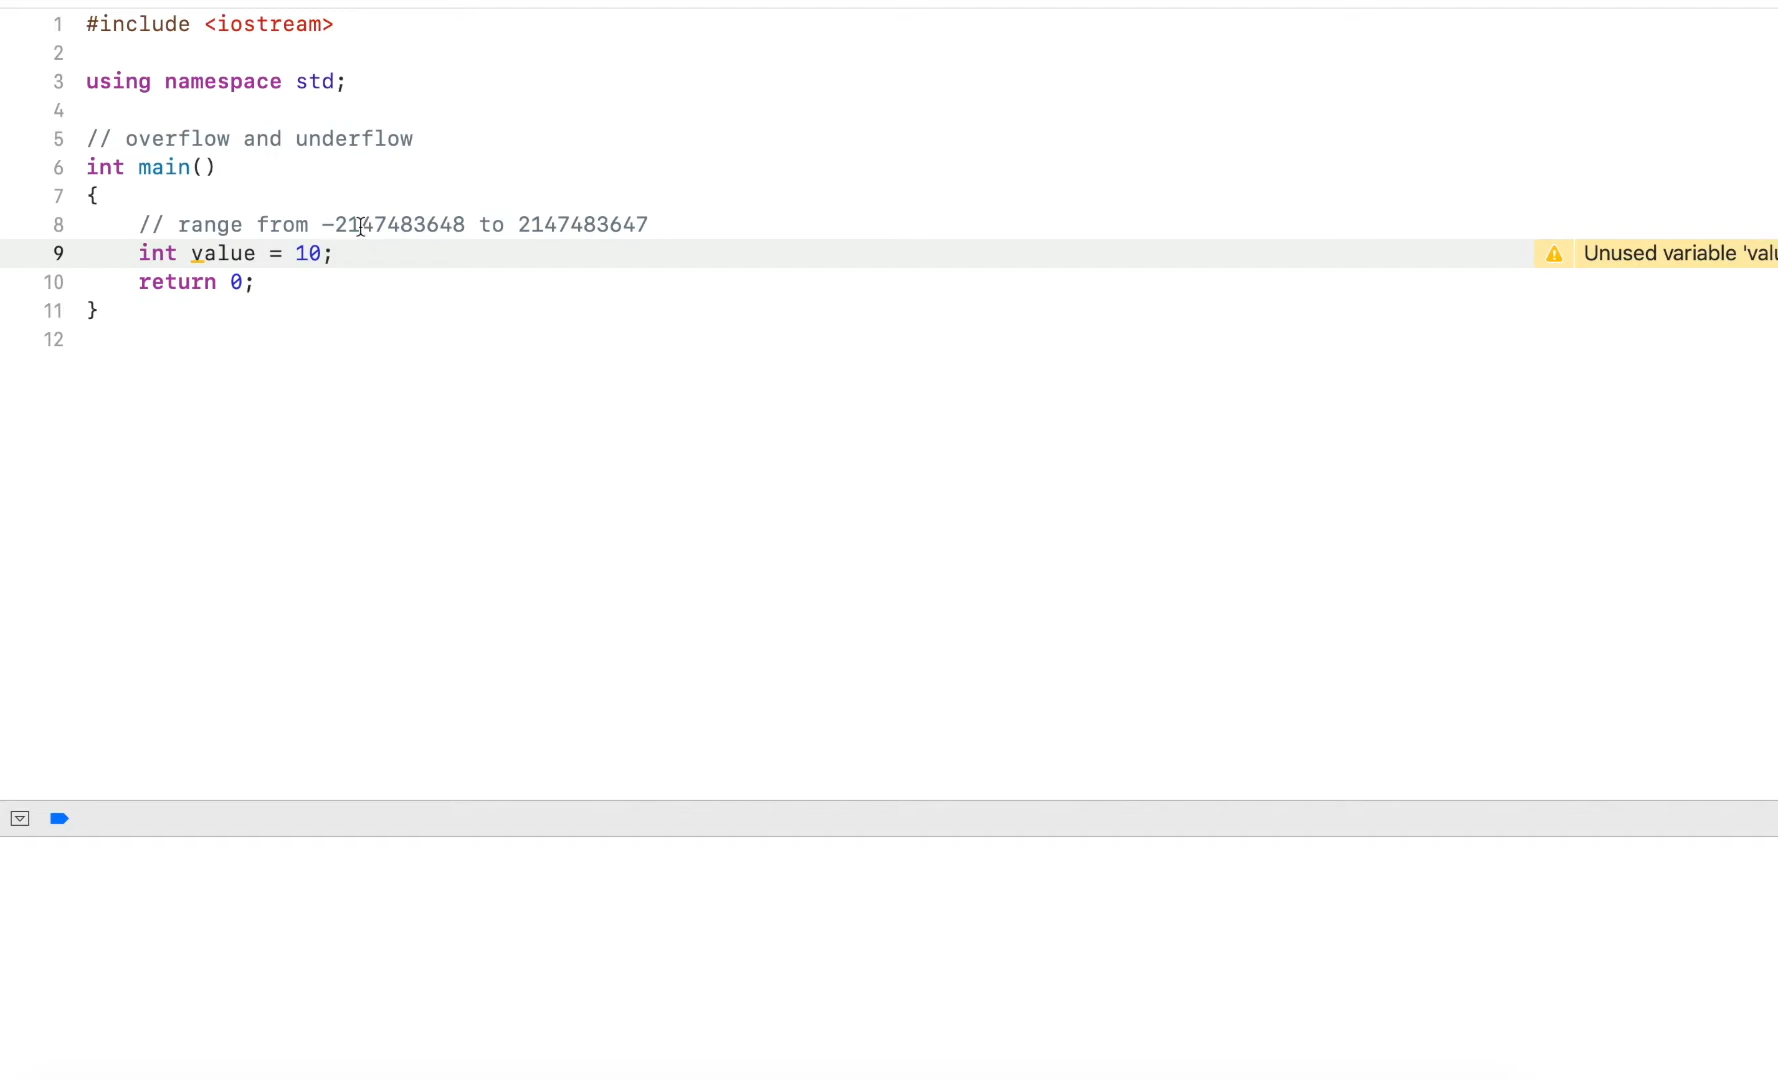 1 #include <iostream>
2
3 using namespace std;
4
5 // overflow and underflow
6 int main()
7 {
8 // range from -2147483648 to 2147483647
9 int value = 10;
Unused variable 'valu
10 return 0;
11 }
12